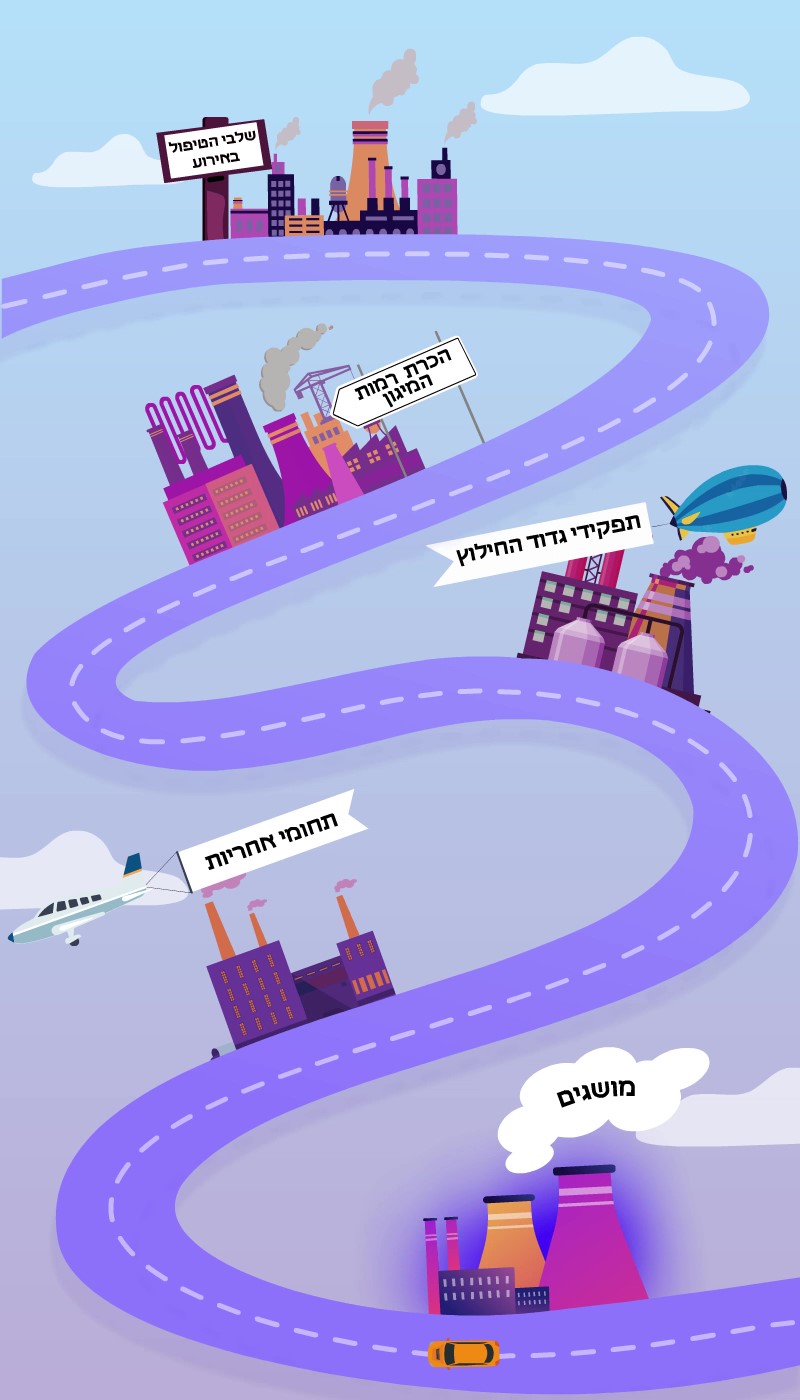 שלבי הטיפול
באירוע
הכרת רמות
המיגון
תפקידי גדוד החילוץ
תחומי אחריות
מושגים